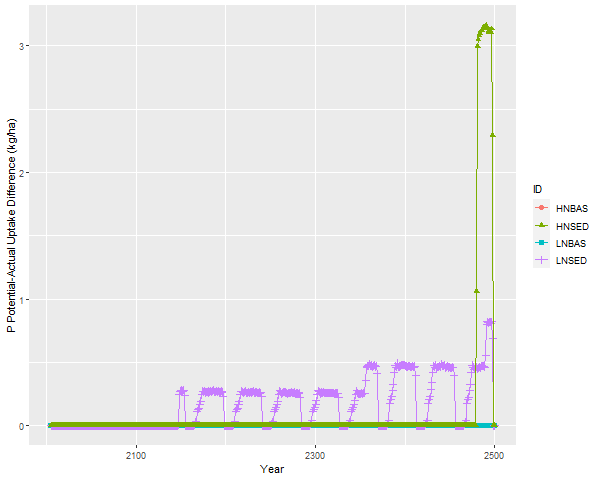 P Potential-Actual Uptake Difference (kg/ha)
3
2
1
0
2100
2300
2500
Year
ID
HNBAS
HNSED
LNBAS
LNSED